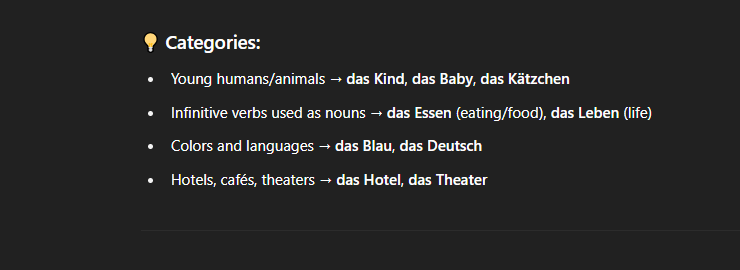 💡 Categories:
• Young humans/animals → das Kind, das Baby, das Kätzchen
• Infinitive verbs used as nouns → das Essen (eating/food), das Leben (life)
• Colors and languages → das Blau, das Deutsch
• Hotels, cafés, theaters → das Hotel, das Theater